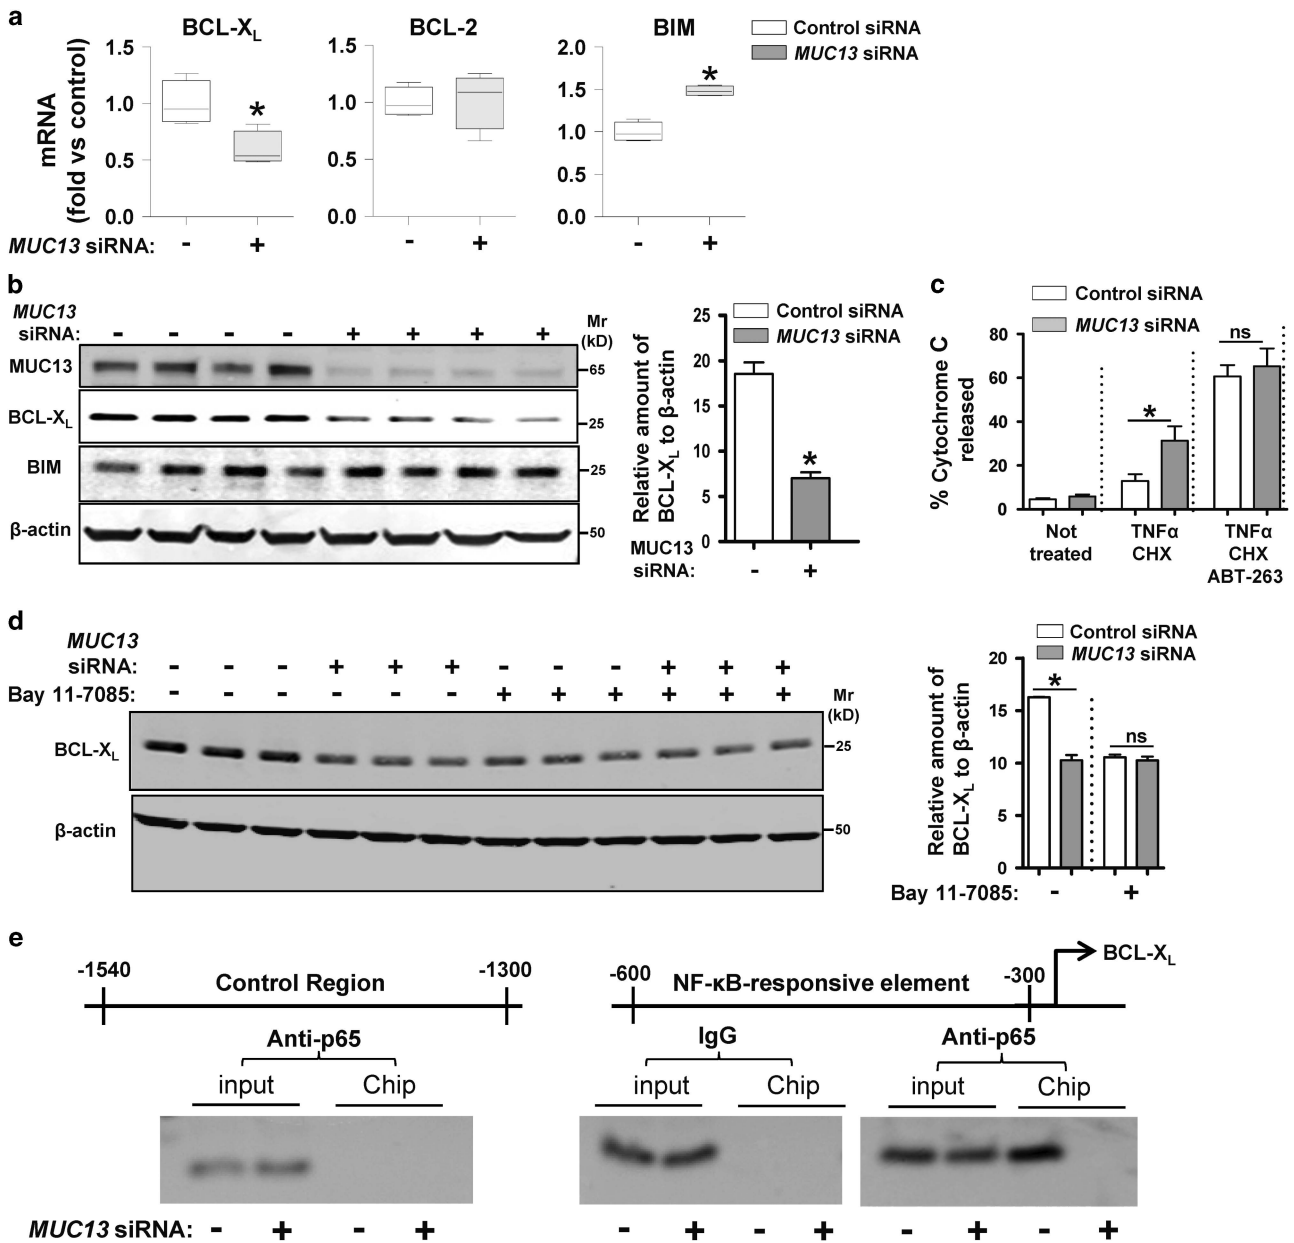 a
BCL-XL BCL-2 BIM
Control siRNA
MUC13 siRNA
mRNA
(fold vs control)
1.5 1.0 0.5 0.0
1.5 1.0 0.5 0.0
2.0 1.5 1.0 0.5 0.0
* *
MUC13 siRNA: - + - + - +
b
MUC13
siRNA: - - - - + + + +
Mr
(kD)
MUC13 65
BCL-XL 25
BIM 25
β-actin 50
Control siRNA
MUC13 siRNA
Relative amount of
BCL-XL to β-actin
25 20 15 10 5 0
*
MUC13
siRNA: - +
c
Control siRNA
MUC13 siRNA
% Cytochrome C
released
80 60 40 20 0
* ns
Not
treated
TNFα
CHX
TNFα
CHX
ABT-263
d
MUC13
siRNA: - - - + + + - - - + + +
Bay 11-7085: - - - - - - + + + + + +
Mr
(kD)
BCL-XL 25
β-actin 50
Control siRNA
MUC13 siRNA
Relative amount of
BCL-XL to β-actin
20 15 10 5 0
* ns
Bay 11-7085: - +
e
-1540 Control Region -1300
-600 NF-κB-responsive element -300 BCL-XL
Anti-p65 IgG Anti-p65
input Chip input Chip input Chip
MUC13 siRNA: - + - + - + - + - + - +